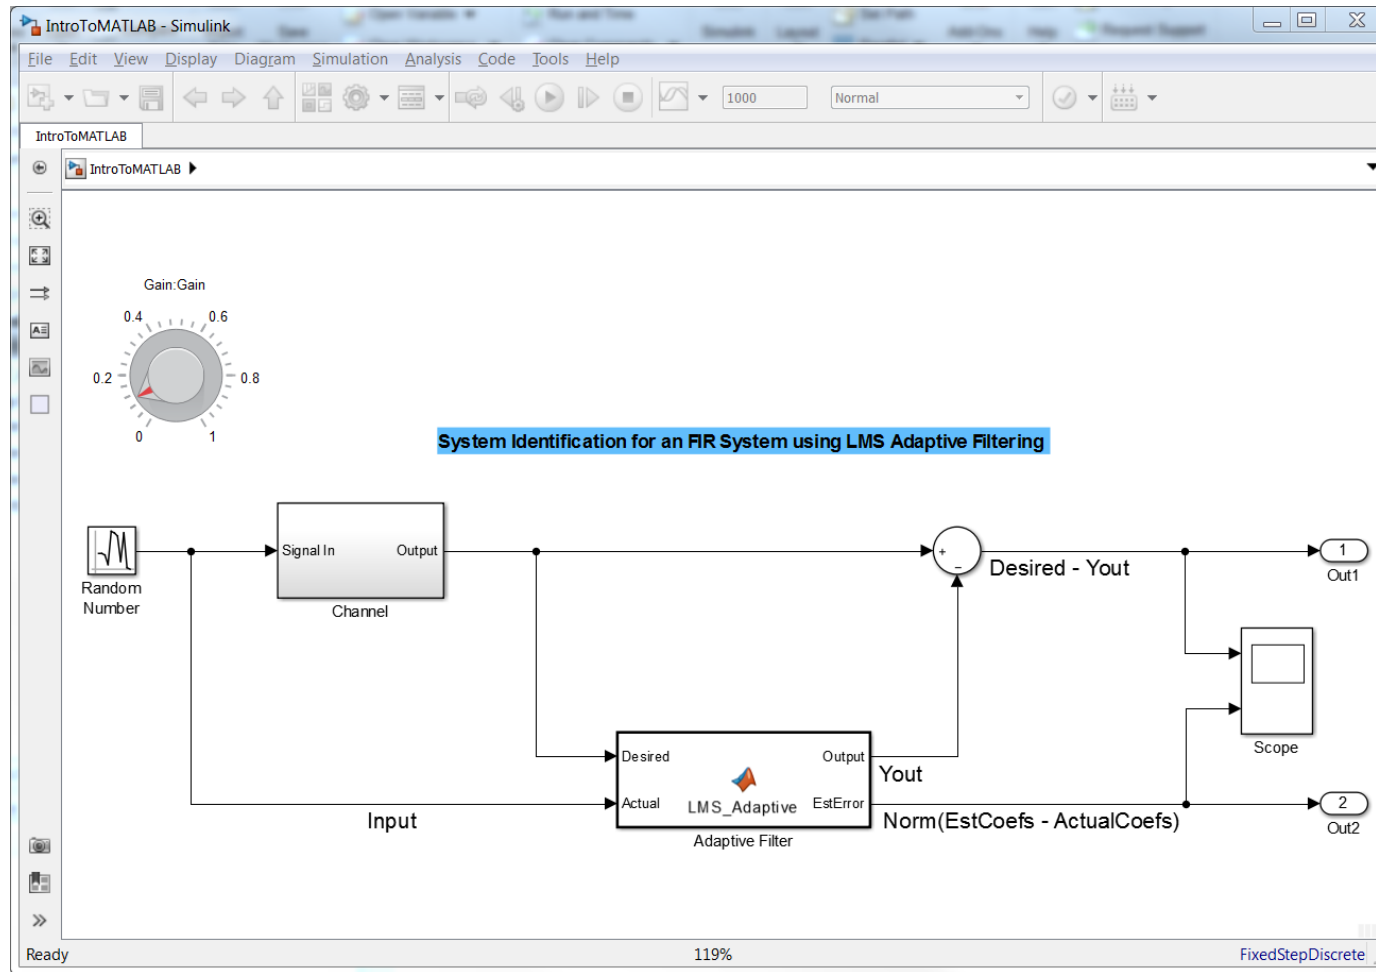 IntroToMATLAB - Simulink
File Edit View Display Diagram Simulation Analysis Code Tools Help
1000 Normal
IntroToMATLAB
IntroToMATLAB
Gain:Gain
0.4 0.6
0.2 0.8
0 1
System Identification for an FIR System using LMS Adaptive Filtering
Random
Number
Signal In Output
Channel
+
−
Desired - Yout
1
Out1
Scope
Desired Output
Actual EstError
LMS_Adaptive
Adaptive Filter
Yout
Input
Norm(EstCoefs - ActualCoefs)
2
Out2
Ready 119% FixedStepDiscrete